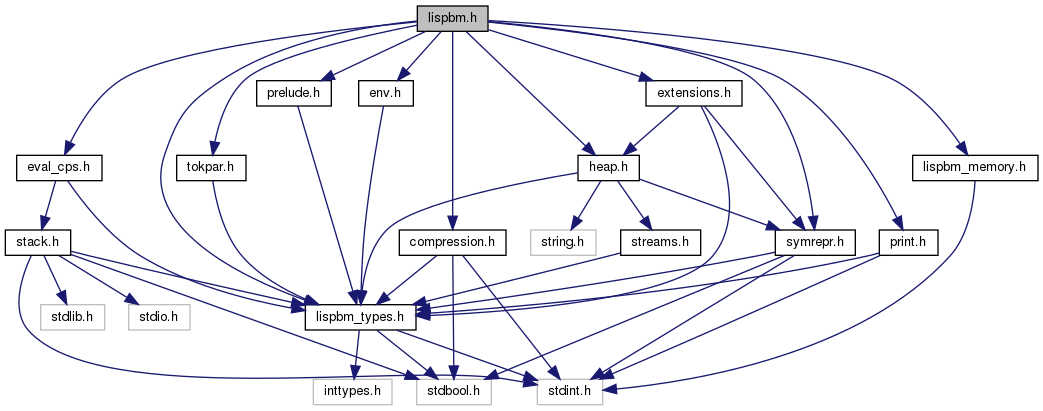 lispbm.h
prelude.h
env.h
extensions.h
eval_cps.h
tokpar.h
heap.h
lispbm_memory.h
stack.h
compression.h
string.h
streams.h
symrepr.h
print.h
stdlib.h
stdio.h
lispbm_types.h
inttypes.h
stdbool.h
stdint.h